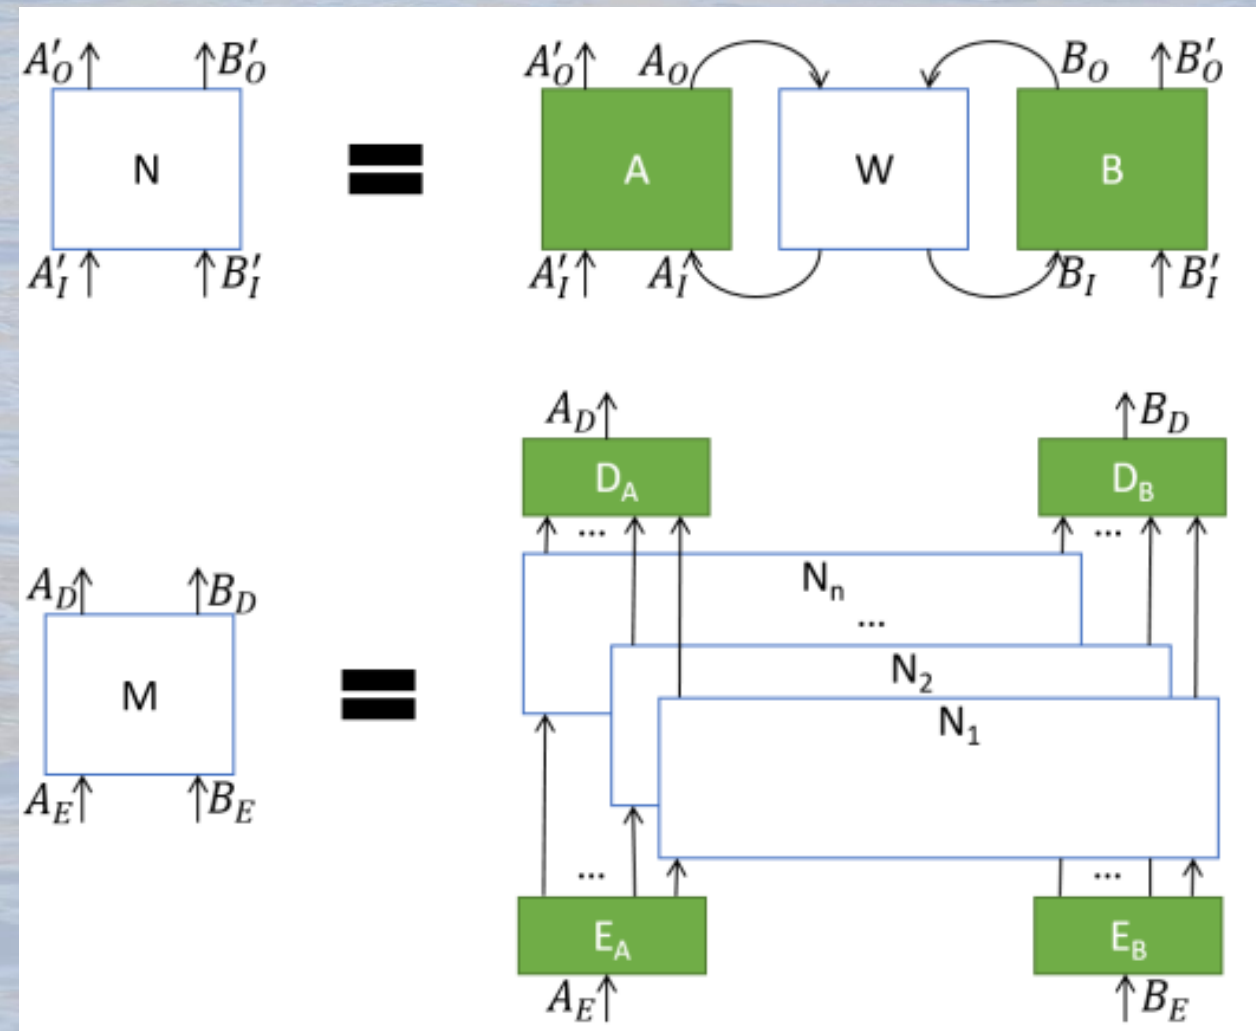 A′_O B′_O A′_O A_O B_O B′_O
N = A W B
A′_I B′_I A′_I A_I B_I B′_I
A_D B_D
D_A D_B
... ...
N_n
...
A_D B_D
N_2
M = N_1
A_E B_E
... ...
E_A E_B
A_E B_E